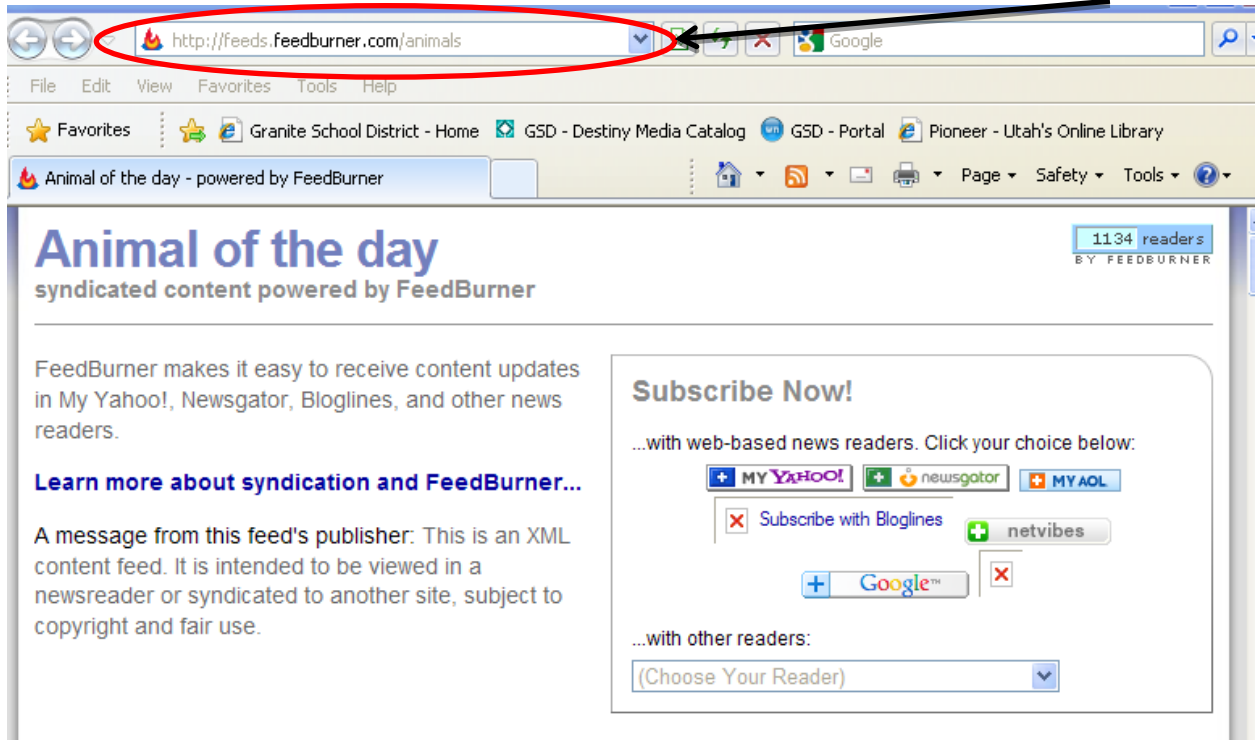 http://feeds.feedburner.com/animals
Google
File Edit View Favorites Tools Help
Favorites Granite School District - Home GSD - Destiny Media Catalog GSD - Portal Pioneer - Utah's Online Library
Animal of the day - powered by FeedBurner
Page Safety Tools
Animal of the day
1134 readers
BY FEEDBURNER
syndicated content powered by FeedBurner
FeedBurner makes it easy to receive content updates
in My Yahoo!, Newsgator, Bloglines, and other news
readers.
Learn more about syndication and FeedBurner...
A message from this feed's publisher: This is an XML
content feed. It is intended to be viewed in a
newsreader or syndicated to another site, subject to
copyright and fair use.
Subscribe Now!
...with web-based news readers. Click your choice below:
MY YAHOO! newsgator MY AOL
Subscribe with Bloglines netvibes
Google™
...with other readers:
(Choose Your Reader)